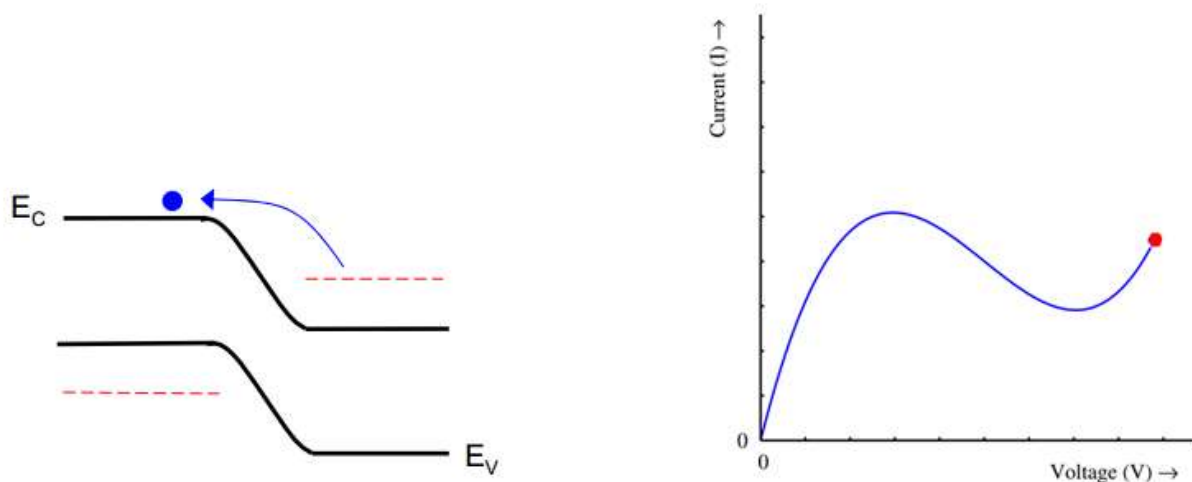 E_C
E_V
Current (I) →
0
0
Voltage (V) →